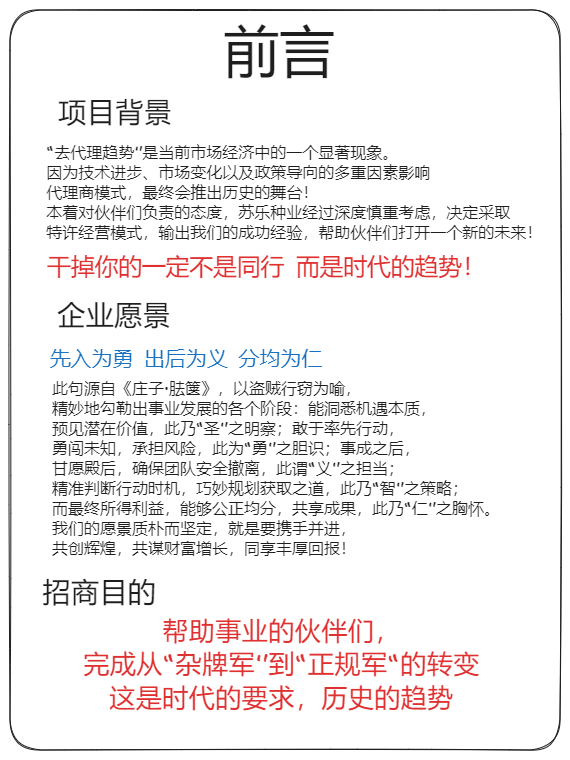 前言
项目背景
“去代理趋势”是当前市场经济中的一个显著现象。
因为技术进步、市场变化以及政策导向的多重因素影响
代理商模式，最终会推出历史的舞台！
本着对伙伴们负责的态度，苏乐种业经过深度慎重考虑，决定采取
特许经营模式，输出我们的成功经验，帮助伙伴们打开一个新的未来！
干掉你的一定不是同行 而是时代的趋势！
企业愿景
先入为勇 出后为义 分均为仁
此句源自《庄子·胠箧》，以盗贼行窃为喻，
精妙地勾勒出事业发展的各个阶段：能洞悉机遇本质，
预见潜在价值，此乃“圣”之明察；敢于率先行动，
勇闯未知，承担风险，此为“勇”之胆识；事成之后，
甘愿殿后，确保团队安全撤离，此谓“义”之担当；
精准判断行动时机，巧妙规划获取之道，此乃“智”之策略；
而最终所得利益，能够公正均分，共享成果，此乃“仁”之胸怀。
我们的愿景质朴而坚定，就是要携手并进，
共创辉煌，共谋财富增长，同享丰厚回报！
招商目的
帮助事业的伙伴们，
完成从“杂牌军”到“正规军“的转变
这是时代的要求，历史的趋势